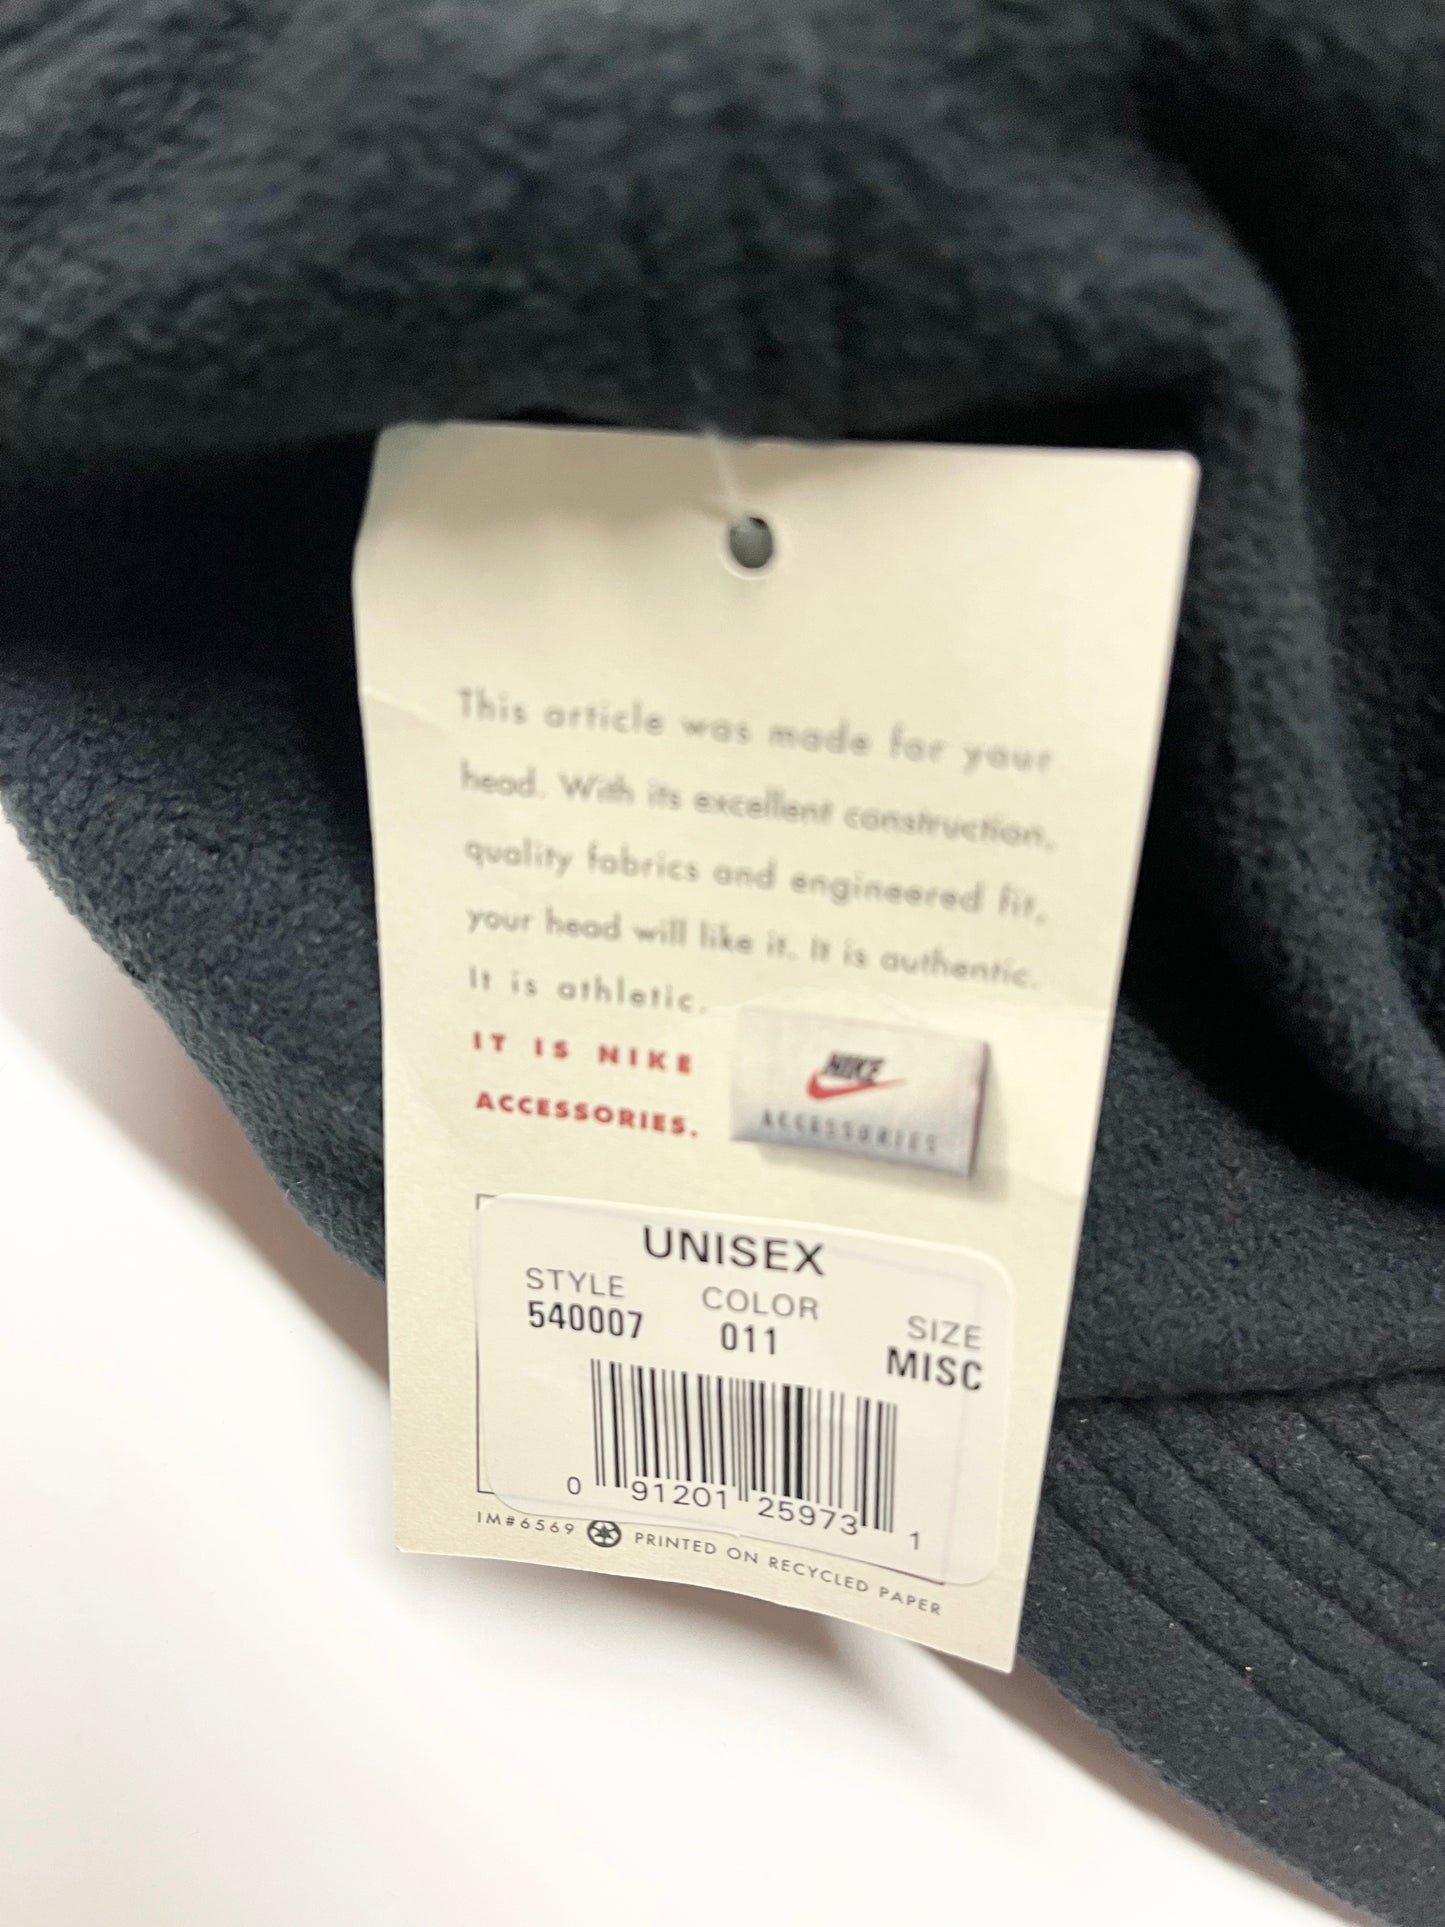 This article was made for your
head. With its excellent construction,
quality fabrics and engineered fit,
your head will like it. It is authentic.
It is athletic.
IT IS NIKE
ACCESSORIES.
NIKE
ACCESSORIES
UNISEX
STYLE COLOR SIZE
540007 011 MISC
0 91201 25973 1
IM#6569 PRINTED ON RECYCLED PAPER